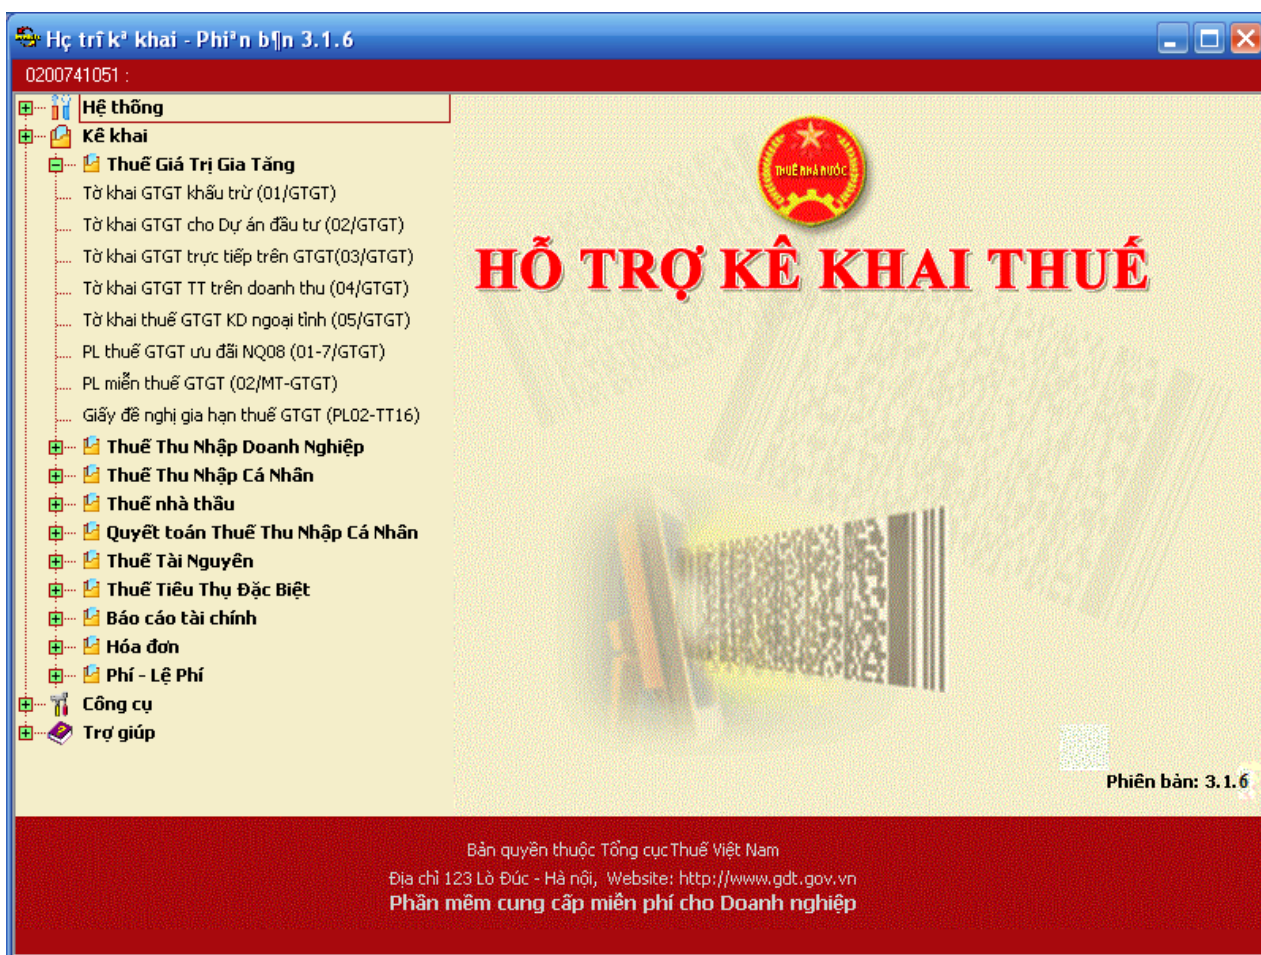 Hç trî kª khai - Phiªn b¶n 3.1.6
0200741051 :
Hệ thống
Kê khai
Thuế Giá Trị Gia Tăng
Tờ khai GTGT khấu trừ (01/GTGT)
Tờ khai GTGT cho Dự án đầu tư (02/GTGT)
Tờ khai GTGT trực tiếp trên GTGT(03/GTGT)
Tờ khai GTGT TT trên doanh thu (04/GTGT)
Tờ khai thuế GTGT KD ngoại tỉnh (05/GTGT)
PL thuế GTGT ưu đãi NQ08 (01-7/GTGT)
PL miễn thuế GTGT (02/MT-GTGT)
Giấy đề nghị gia hạn thuế GTGT (PL02-TT16)
Thuế Thu Nhập Doanh Nghiệp
Thuế Thu Nhập Cá Nhân
Thuế nhà thầu
Quyết toán Thuế Thu Nhập Cá Nhân
Thuế Tài Nguyên
Thuế Tiêu Thụ Đặc Biệt
Báo cáo tài chính
Hóa đơn
Phí - Lệ Phí
Công cụ
Trợ giúp
THUẾ NHÀ NƯỚC
HỖ TRỢ KÊ KHAI THUẾ
Phiên bản: 3.1.6
Bản quyền thuộc Tổng cục Thuế Việt Nam
Địa chỉ 123 Lò Đúc - Hà nội, Website: http://www.gdt.gov.vn
Phần mềm cung cấp miễn phí cho Doanh nghiệp